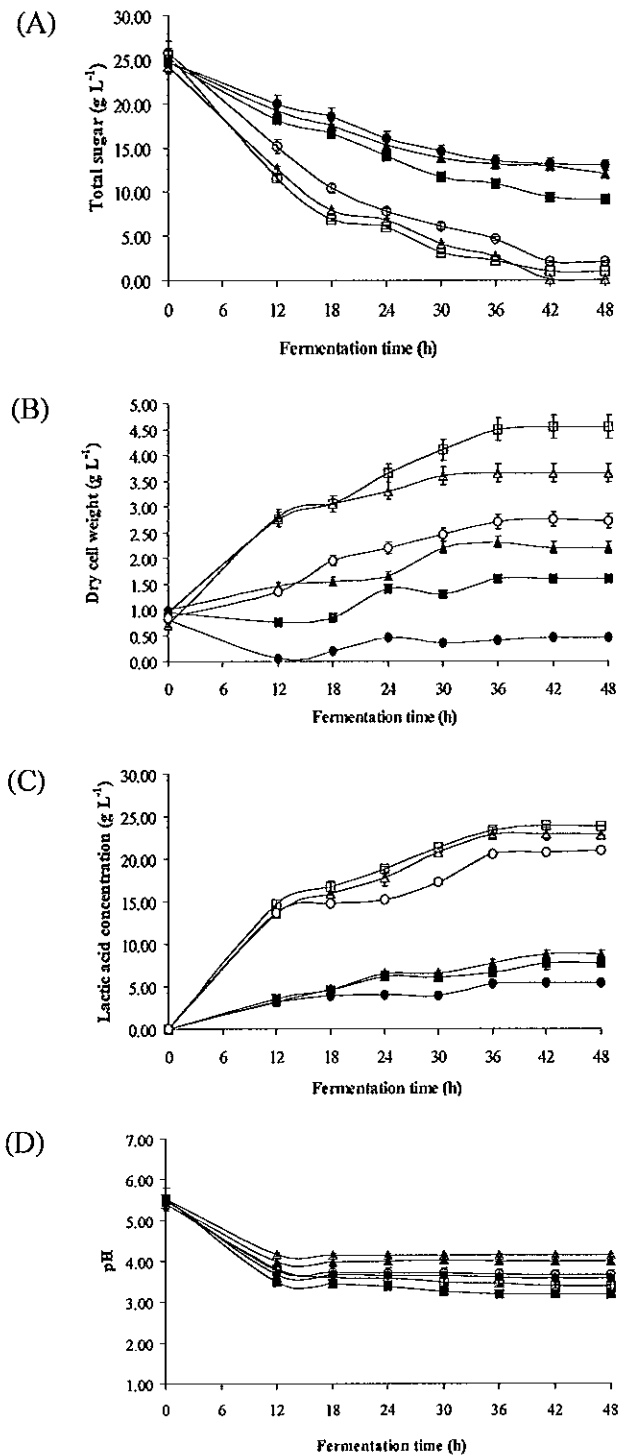 (A)
Total sugar (g L⁻¹)
30.00
25.00
20.00
15.00
10.00
5.00
0.00
0 6 12 18 24 30 36 42 48
Fermentation time (h)
(B)
Dry cell weight (g L⁻¹)
5.00
4.50
4.00
3.50
3.00
2.50
2.00
1.50
1.00
0.50
0.00
0 6 12 18 24 30 36 42 48
Fermentation time (h)
(C)
Lactic acid concentration (g L⁻¹)
30.00
25.00
20.00
15.00
10.00
5.00
0.00
0 6 12 18 24 30 36 42 48
Fermentation time (h)
(D)
pH
7.00
6.00
5.00
4.00
3.00
2.00
1.00
0 6 12 18 24 30 36 42 48
Fermentation time (h)